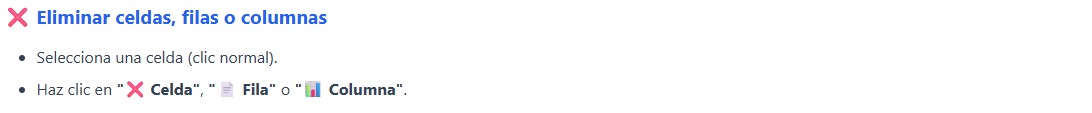 ❌ Eliminar celdas, filas o columnas
• Selecciona una celda (clic normal).
• Haz clic en "❌ Celda", "📄 Fila" o "📊 Columna".